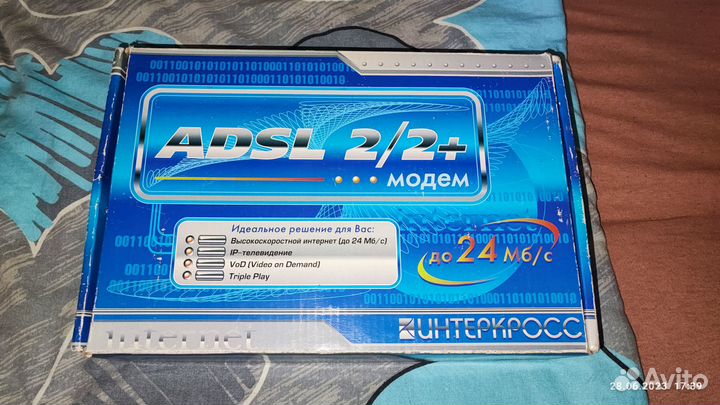 ADSL 2/2+
модем
Идеальное решение для Вас:
Высокоскоростной интернет (до 24 Мб/с)
IP-телевидение
VoD (Video on Demand)
Triple Play
до 24 Мб/с
Internet
ИНТЕРКРОСС
Avito
28.06.2023 17:39